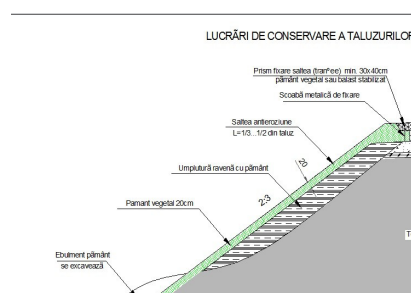 LUCRĂRI DE CONSERVARE A TALUZURILOR
Prism fixare saltea (tran°ee) min. 30x40cm
pământ vegetal sau balast stabilizat
Scoabă metalică de fixare
Saltea antieroziune
L=1/3...1/2 din taluz
Umplutură ravenă cu pământ
20
2:3
Pamant vegetal 20cm
T
Ebulment pământ
se excavează